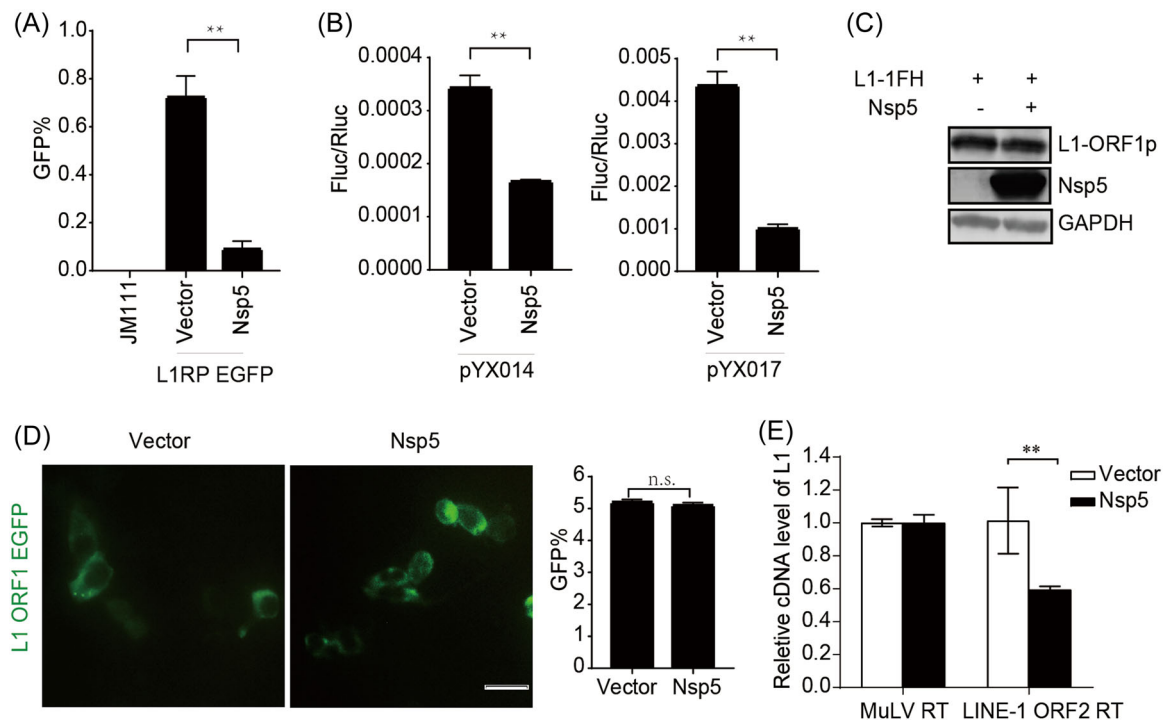 (A)
1.0
0.8
0.6
0.4
0.2
0.0
GFP%
**
JM111
Vector
Nsp5
L1RP EGFP
(B)
0.0004
0.0003
0.0002
0.0001
0.0000
Fluc/Rluc
**
Vector
Nsp5
pYX014
0.005
0.004
0.003
0.002
0.001
0.000
Fluc/Rluc
**
Vector
Nsp5
pYX017
(C)
L1-1FH + +
Nsp5 - +
L1-ORF1p
Nsp5
GAPDH
(D)
Vector
Nsp5
L1 ORF1 EGFP
6
5
4
3
2
1
0
GFP%
n.s.
Vector
Nsp5
(E)
1.4
1.2
1.0
0.8
0.6
0.4
0.2
0.0
Reletive cDNA level of L1
**
Vector
Nsp5
MuLV RT
LINE-1 ORF2 RT